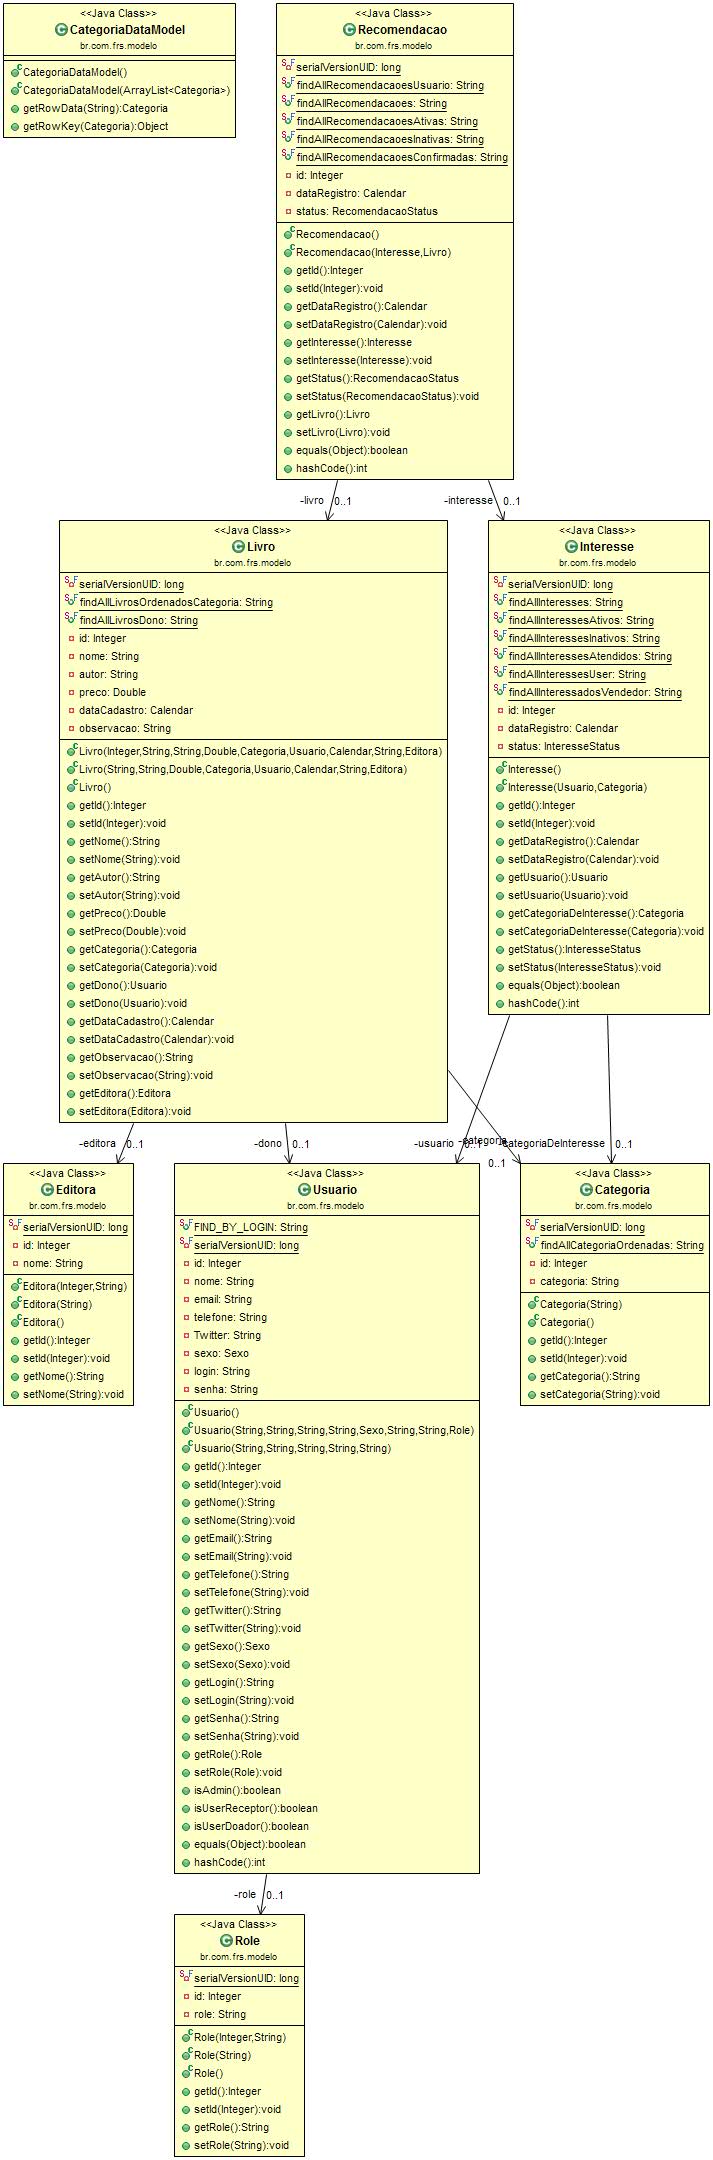 <<Java Class>>
CategoriaDataModel
br.com.frs.modelo
CategoriaDataModel()
CategoriaDataModel(ArrayList<Categoria>)
getRowData(String):Categoria
getRowKey(Categoria):Object
<<Java Class>>
Recomendacao
br.com.frs.modelo
serialVersionUID: long
findAllRecomendacaoesUsuario: String
findAllRecomendacaoes: String
findAllRecomendacaoesAtivas: String
findAllRecomendacaoesInativas: String
findAllRecomendacaoesConfirmadas: String
id: Integer
dataRegistro: Calendar
status: RecomendacaoStatus
Recomendacao()
Recomendacao(Interesse,Livro)
getId():Integer
setId(Integer):void
getDataRegistro():Calendar
setDataRegistro(Calendar):void
getInteresse():Interesse
setInteresse(Interesse):void
getStatus():RecomendacaoStatus
setStatus(RecomendacaoStatus):void
getLivro():Livro
setLivro(Livro):void
equals(Object):boolean
hashCode():int
-livro 0..1
-interesse 0..1
<<Java Class>>
Livro
br.com.frs.modelo
serialVersionUID: long
findAllLivrosOrdenadosCategoria: String
findAllLivrosDono: String
id: Integer
nome: String
autor: String
preco: Double
dataCadastro: Calendar
observacao: String
Livro(Integer,String,String,Double,Categoria,Usuario,Calendar,String,Editora)
Livro(String,String,Double,Categoria,Usuario,Calendar,String,Editora)
Livro()
getId():Integer
setId(Integer):void
getNome():String
setNome(String):void
getAutor():String
setAutor(String):void
getPreco():Double
setPreco(Double):void
getCategoria():Categoria
setCategoria(Categoria):void
getDono():Usuario
setDono(Usuario):void
getDataCadastro():Calendar
setDataCadastro(Calendar):void
getObservacao():String
setObservacao(String):void
getEditora():Editora
setEditora(Editora):void
<<Java Class>>
Interesse
br.com.frs.modelo
serialVersionUID: long
findAllInteresses: String
findAllInteressesAtivos: String
findAllInteressesInativos: String
findAllInteressesAtendidos: String
findAllInteressesUser: String
findAllInteressadosVendedor: String
id: Integer
dataRegistro: Calendar
status: InteresseStatus
Interesse()
Interesse(Usuario,Categoria)
getId():Integer
setId(Integer):void
getDataRegistro():Calendar
setDataRegistro(Calendar):void
getUsuario():Usuario
setUsuario(Usuario):void
getCategoriaDeInteresse():Categoria
setCategoriaDeInteresse(Categoria):void
getStatus():InteresseStatus
setStatus(InteresseStatus):void
equals(Object):boolean
hashCode():int
-editora 0..1
-dono 0..1
-usuario 0..1
-categoria 0..1
-categoriaDeInteresse 0..1
<<Java Class>>
Editora
br.com.frs.modelo
serialVersionUID: long
id: Integer
nome: String
Editora(Integer,String)
Editora(String)
Editora()
getId():Integer
setId(Integer):void
getNome():String
setNome(String):void
<<Java Class>>
Usuario
br.com.frs.modelo
FIND_BY_LOGIN: String
serialVersionUID: long
id: Integer
nome: String
email: String
telefone: String
Twitter: String
sexo: Sexo
login: String
senha: String
Usuario()
Usuario(String,String,String,String,Sexo,String,String,Role)
Usuario(String,String,String,String,String)
getId():Integer
setId(Integer):void
getNome():String
setNome(String):void
getEmail():String
setEmail(String):void
getTelefone():String
setTelefone(String):void
getTwitter():String
setTwitter(String):void
getSexo():Sexo
setSexo(Sexo):void
getLogin():String
setLogin(String):void
getSenha():String
setSenha(String):void
getRole():Role
setRole(Role):void
isAdmin():boolean
isUserReceptor():boolean
isUserDoador():boolean
equals(Object):boolean
hashCode():int
<<Java Class>>
Categoria
br.com.frs.modelo
serialVersionUID: long
findAllCategoriaOrdenadas: String
id: Integer
categoria: String
Categoria(String)
Categoria()
getId():Integer
setId(Integer):void
getCategoria():String
setCategoria(String):void
-role 0..1
<<Java Class>>
Role
br.com.frs.modelo
serialVersionUID: long
id: Integer
role: String
Role(Integer,String)
Role(String)
Role()
getId():Integer
setId(Integer):void
getRole():String
setRole(String):void